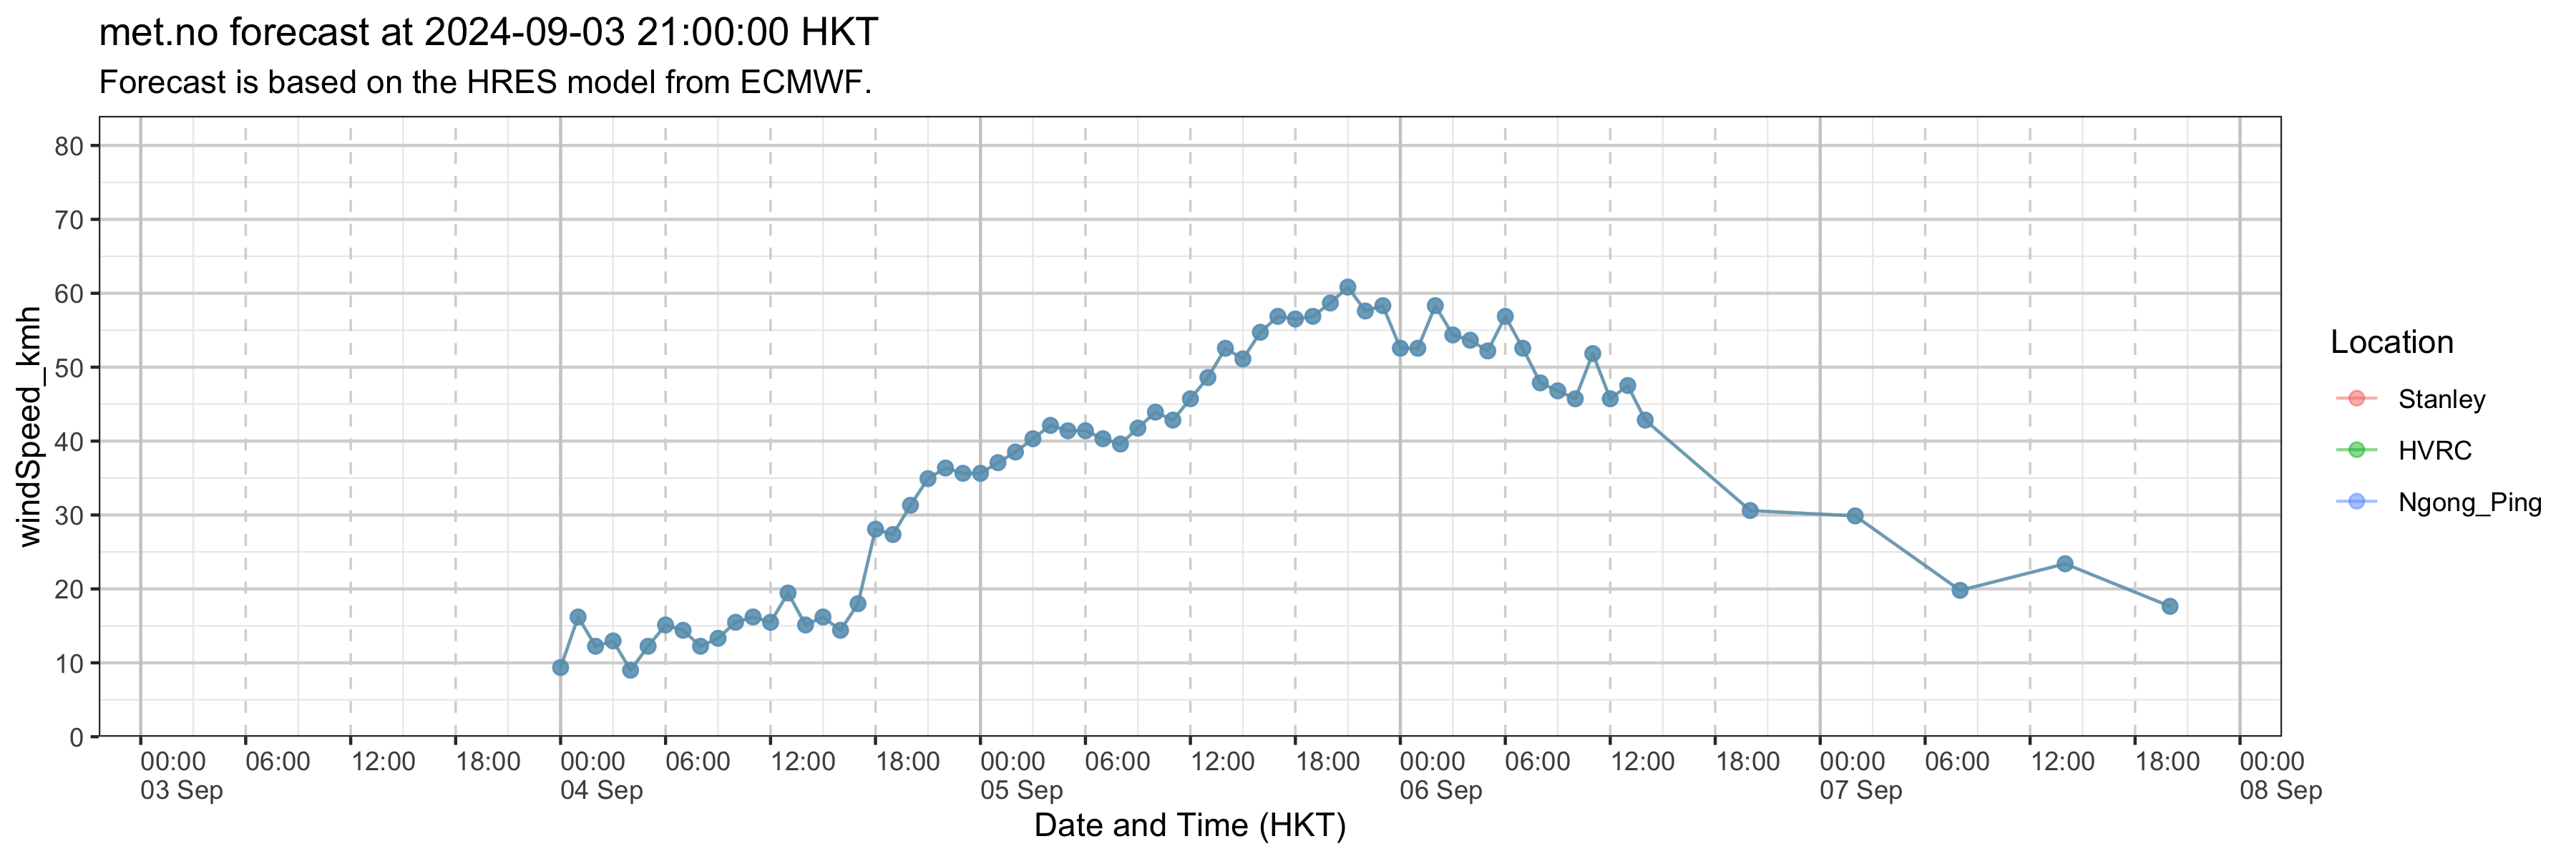 met.no forecast at 2024-09-03 21:00:00 HKT
Forecast is based on the HRES model from ECMWF.
80
70
60
50
40
30
20
10
0
windSpeed_kmh
00:00 06:00 12:00 18:00 00:00 06:00 12:00 18:00 00:00 06:00 12:00 18:00 00:00 06:00 12:00 18:00 00:00 06:00 12:00 18:00 00:00
03 Sep 04 Sep 05 Sep 06 Sep 07 Sep 08 Sep
Date and Time (HKT)
Location
Stanley
HVRC
Ngong_Ping